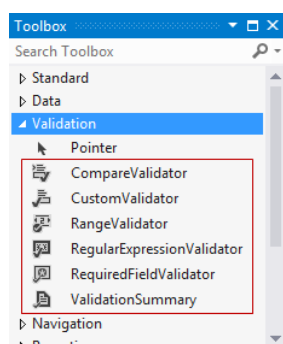 Toolbox
Search Toolbox
Standard
Data
Validation
Pointer
CompareValidator
CustomValidator
RangeValidator
RegularExpressionValidator
RequiredFieldValidator
ValidationSummary
Navigation